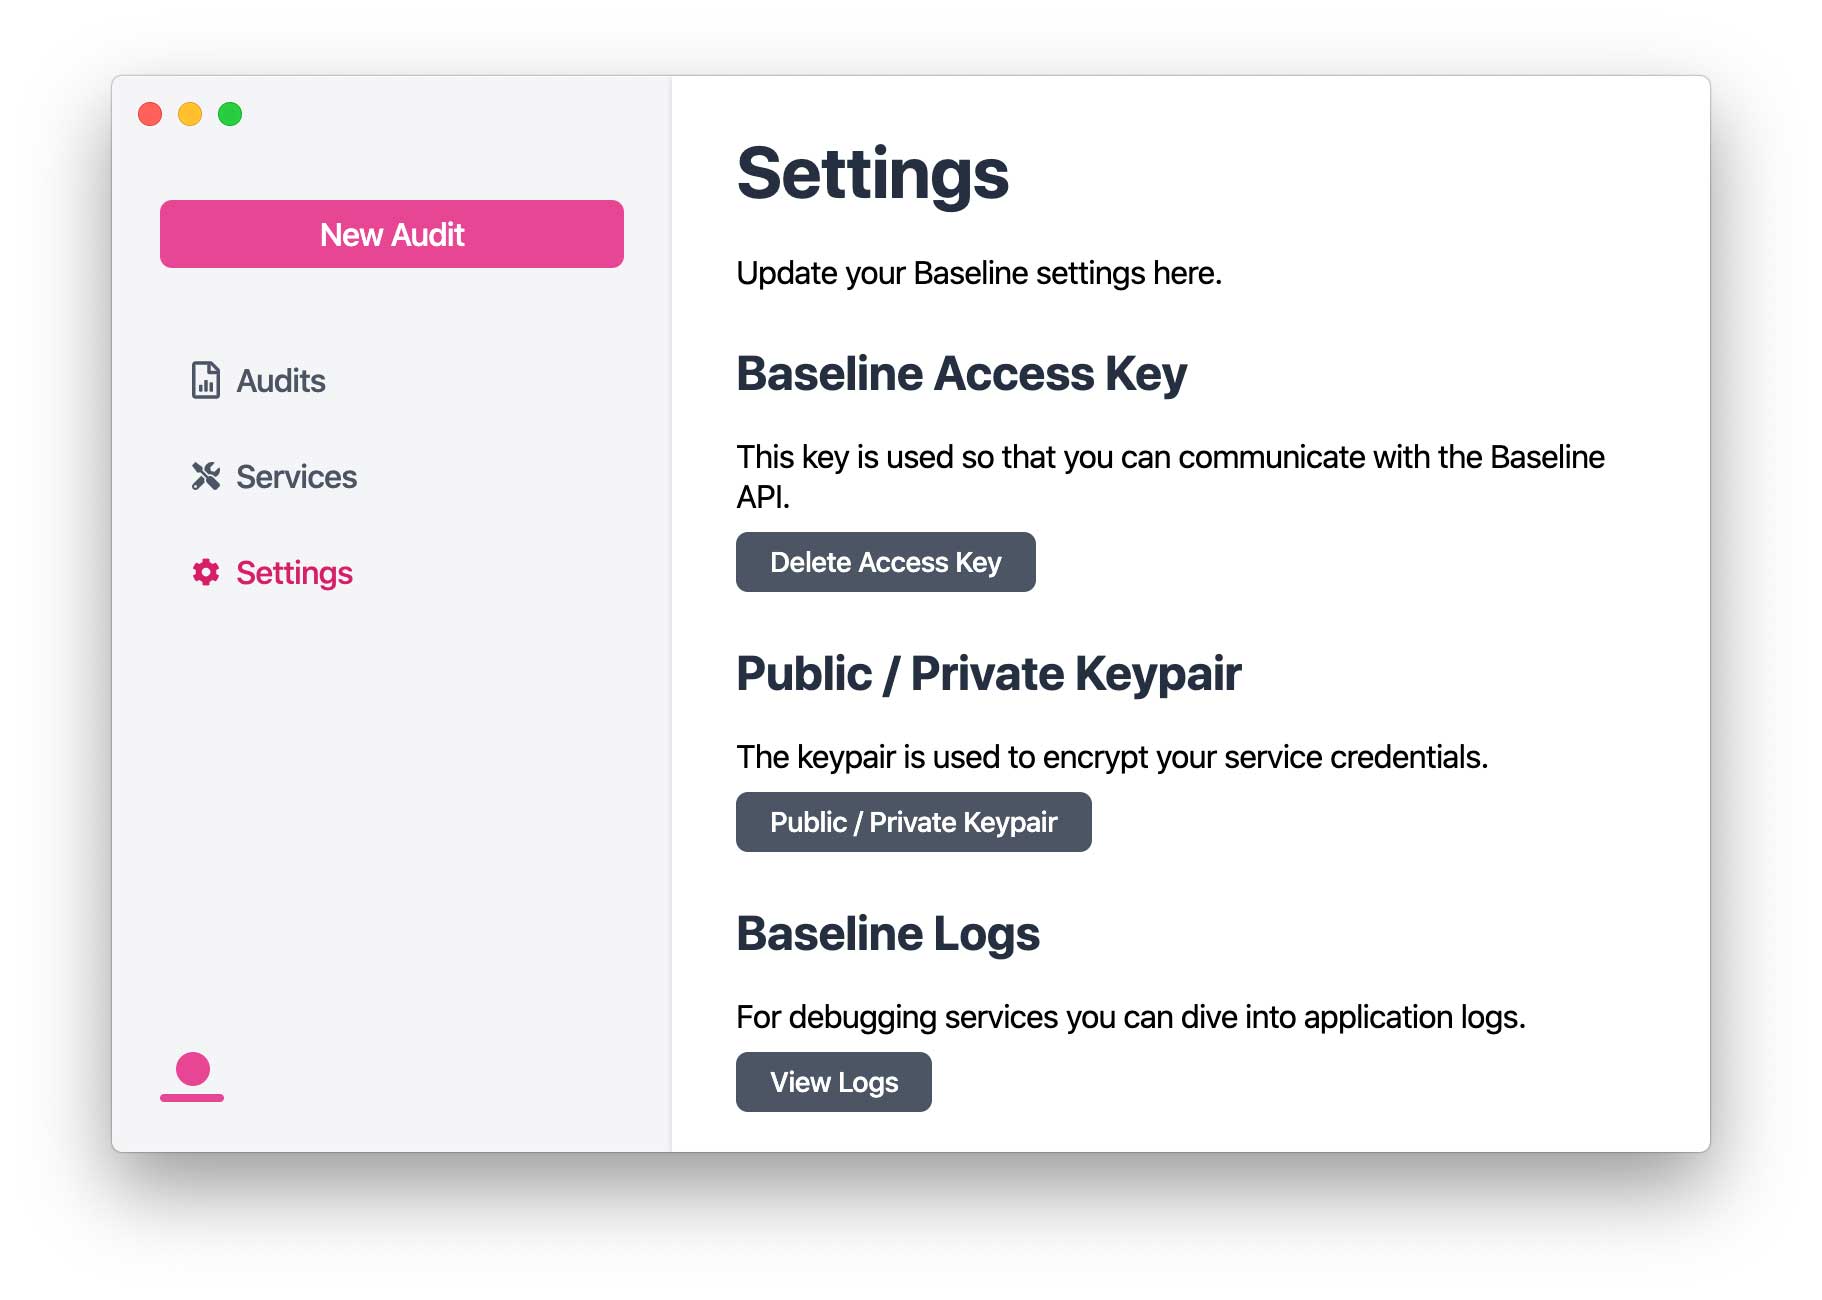 New Audit
Audits
Services
Settings
Settings
Update your Baseline settings here.
Baseline Access Key
This key is used so that you can communicate with the Baseline
API.
Delete Access Key
Public / Private Keypair
The keypair is used to encrypt your service credentials.
Public / Private Keypair
Baseline Logs
For debugging services you can dive into application logs.
View Logs